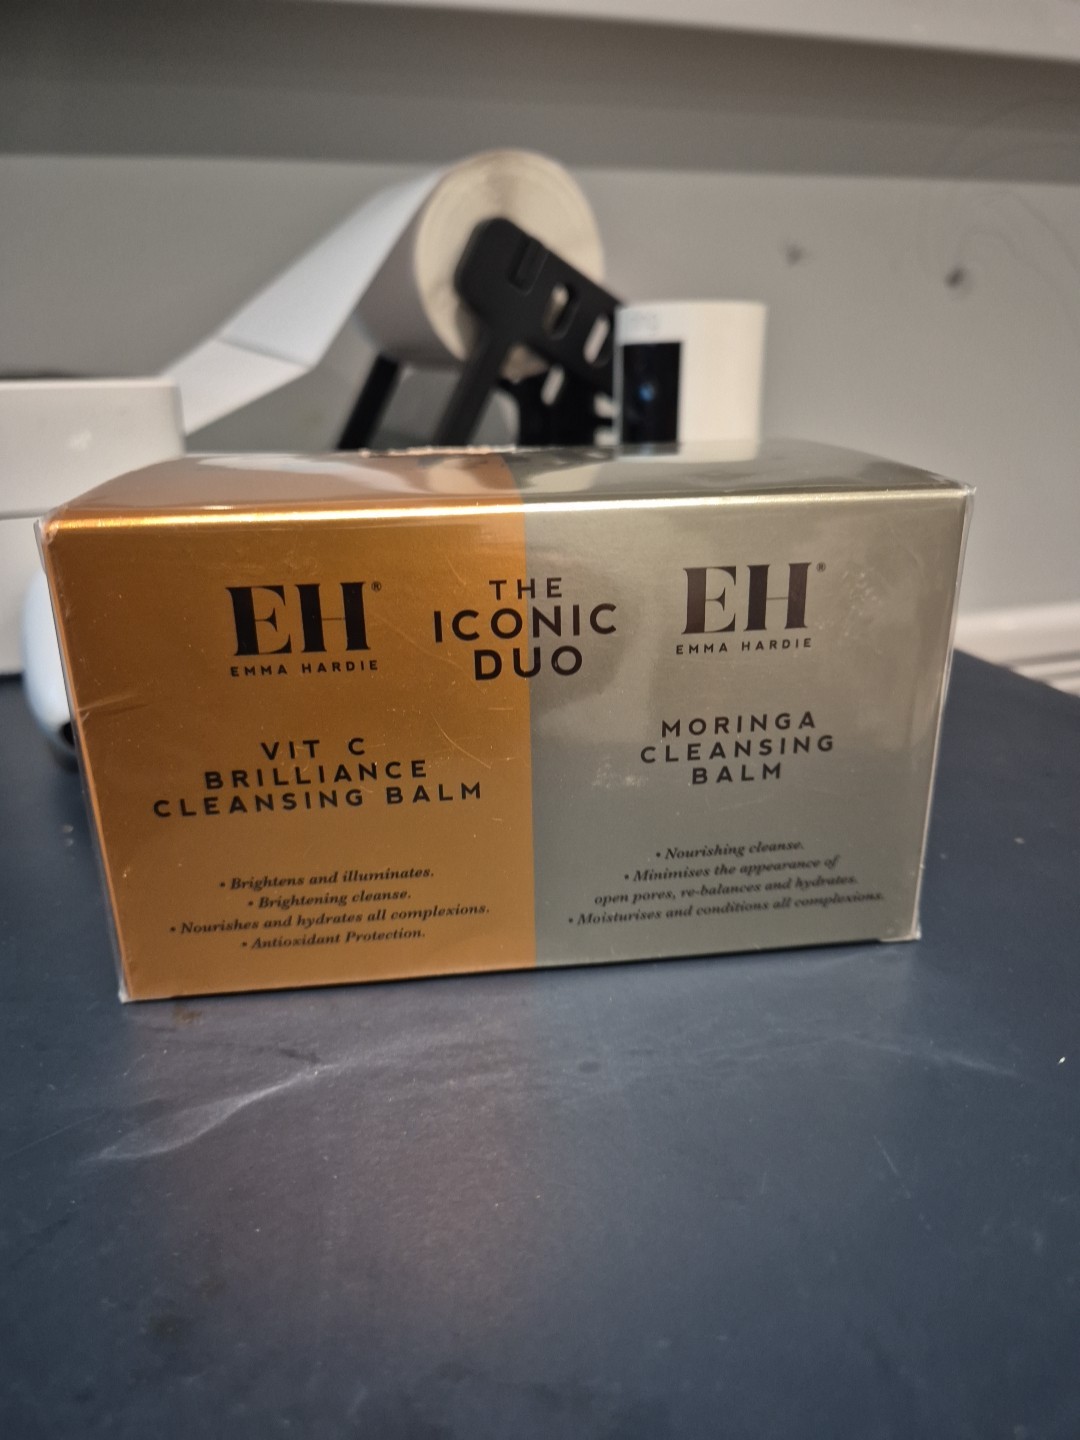 EH®
EMMA HARDIE
THE
ICONIC
DUO
EH®
EMMA HARDIE
VIT C
BRILLIANCE
CLEANSING BALM
• Brightens and illuminates.
• Brightening cleanse.
• Nourishes and hydrates all complexions.
• Antioxidant Protection.
MORINGA
CLEANSING
BALM
• Nourishing cleanse.
• Minimises the appearance of
open pores, re-balances and hydrates.
• Moisturises and conditions all complexions.